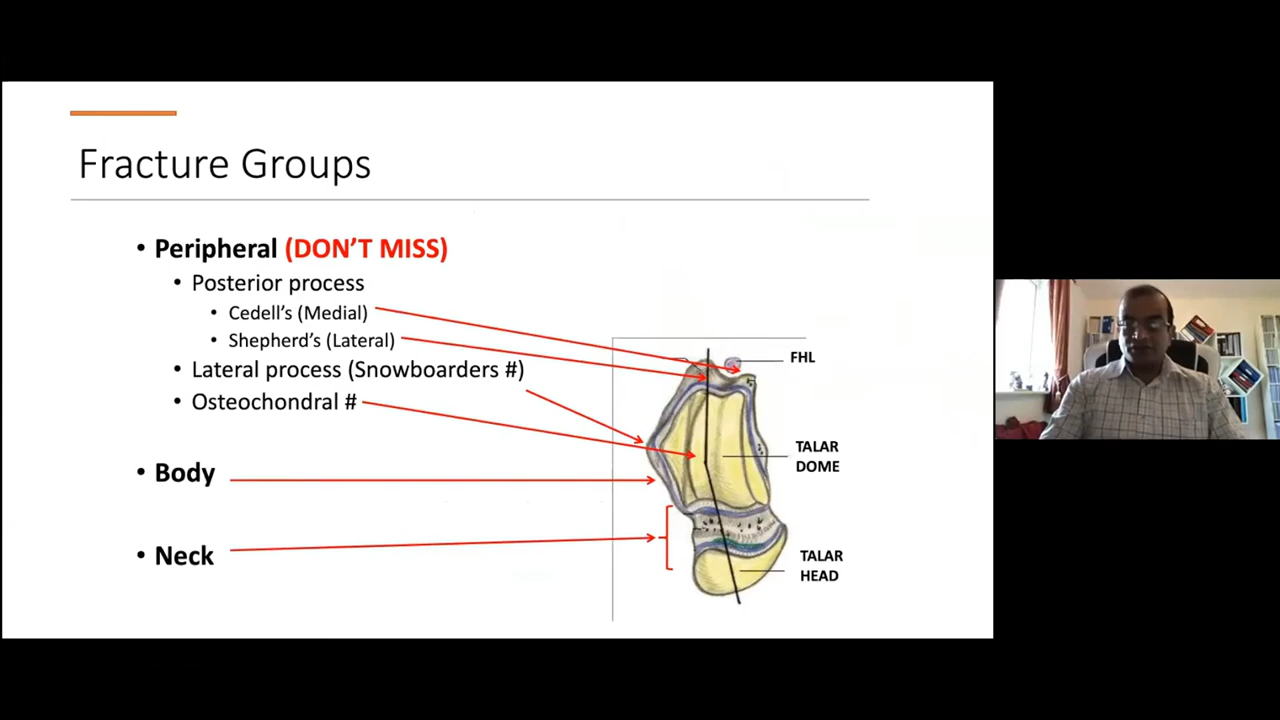 Fracture Groups
• Peripheral (DON'T MISS)
• Posterior process
• Cedell's (Medial)
• Shepherd's (Lateral)
• Lateral process (Snowboarders #)
• Osteochondral #
• Body
• Neck
FHL
TALAR
DOME
TALAR
HEAD